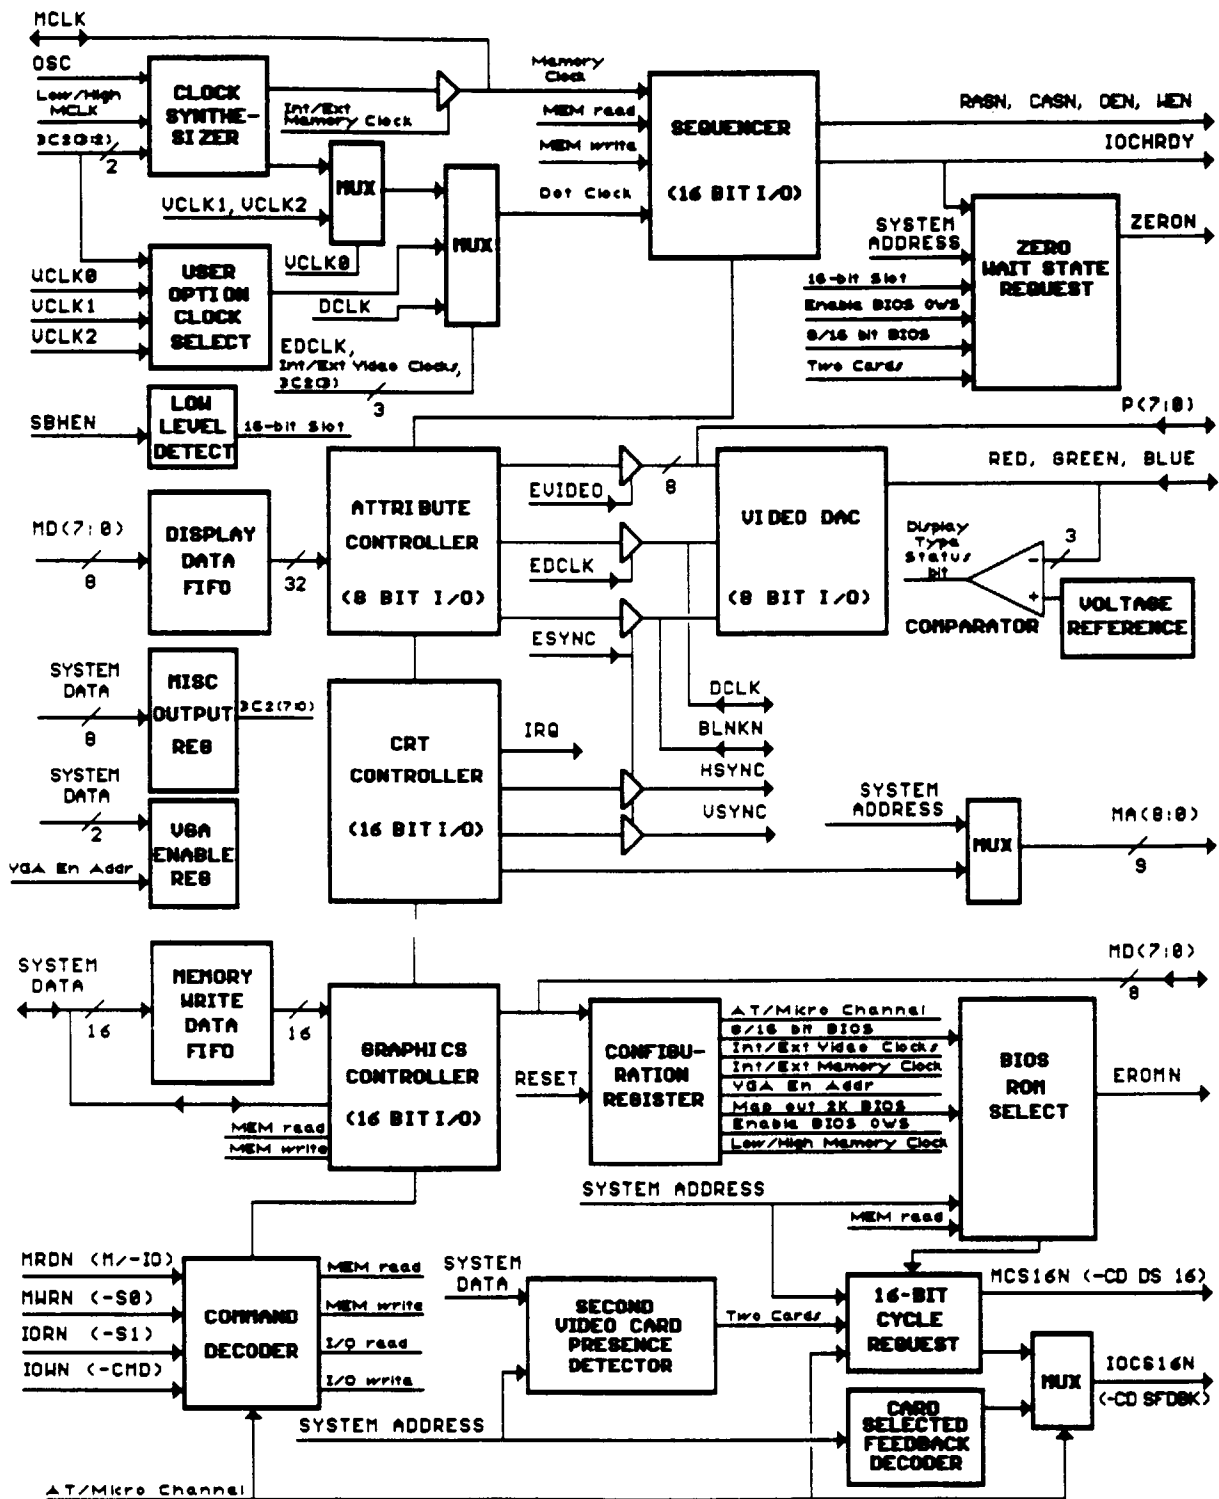 MCLK
OSC
Low/High
MCLK
3C2(3:2)
2
CLOCK
SYNTHE-
SIZER
Int/Ext
Memory Clock
Memory
Clock
MEM read
MEM write
Dot Clock
SEQUENCER
(16 BIT I/O)
RASN, CASN, OEN, WEN
IOCHRDY
MUX
VCLK1, VCLK2
VCLK0
MUX
DCLK
VCLK0
VCLK1
VCLK2
USER
OPTION
CLOCK
SELECT
EDCLK,
Int/Ext Video Clocks,
3C2(3)
3
SYSTEM
ADDRESS
16-bit Slot
Enable BIOS 0WS
8/16 bit BIOS
Two Cards
ZERO
WAIT STATE
REQUEST
ZERON
SBHEN
LOW
LEVEL
DETECT
16-bit Slot
P(7:0)
RED, GREEN, BLUE
MD(7:0)
8
DISPLAY
DATA
FIFO
32
ATTRIBUTE
CONTROLLER
(8 BIT I/O)
EVIDEO
8
EDCLK
ESYNC
VIDEO DAC
(8 BIT I/O)
Display
Type
Status
bit
-
+
3
COMPARATOR
VOLTAGE
REFERENCE
SYSTEM
DATA
8
MISC
OUTPUT
REG
3C2(7:0)
SYSTEM
DATA
2
VGA En Addr
VGA
ENABLE
REG
CRT
CONTROLLER
(16 BIT I/O)
IRQ
DCLK
BLNKN
HSYNC
VSYNC
SYSTEM
ADDRESS
MUX
MA(8:0)
9
SYSTEM
DATA
16
MEMORY
WRITE
DATA
FIFO
16
GRAPHICS
CONTROLLER
(16 BIT I/O)
MEM read
MEM write
MD(7:0)
8
RESET
CONFIGU-
RATION
REGISTER
AT/Micro Channel
8/16 bit BIOS
Int/Ext Video Clocks
Int/Ext Memory Clock
VGA En Addr
Map out 2K BIOS
Enable BIOS 0WS
Low/High Memory Clock
BIOS
ROM
SELECT
EROMN
SYSTEM ADDRESS
MEM read
MRDN (M/-IO)
MWRN (-S0)
IORN (-S1)
IOWN (-CMD)
COMMAND
DECODER
MEM read
MEM write
I/O read
I/O write
SYSTEM
DATA
SECOND
VIDEO CARD
PRESENCE
DETECTOR
Two Cards
16-BIT
CYCLE
REQUEST
MCS16N (-CD DS 16)
MUX
IOCS16N
(-CD SFDBK)
SYSTEM ADDRESS
CARD
SELECTED
FEEDBACK
DECODER
AT/Micro Channel